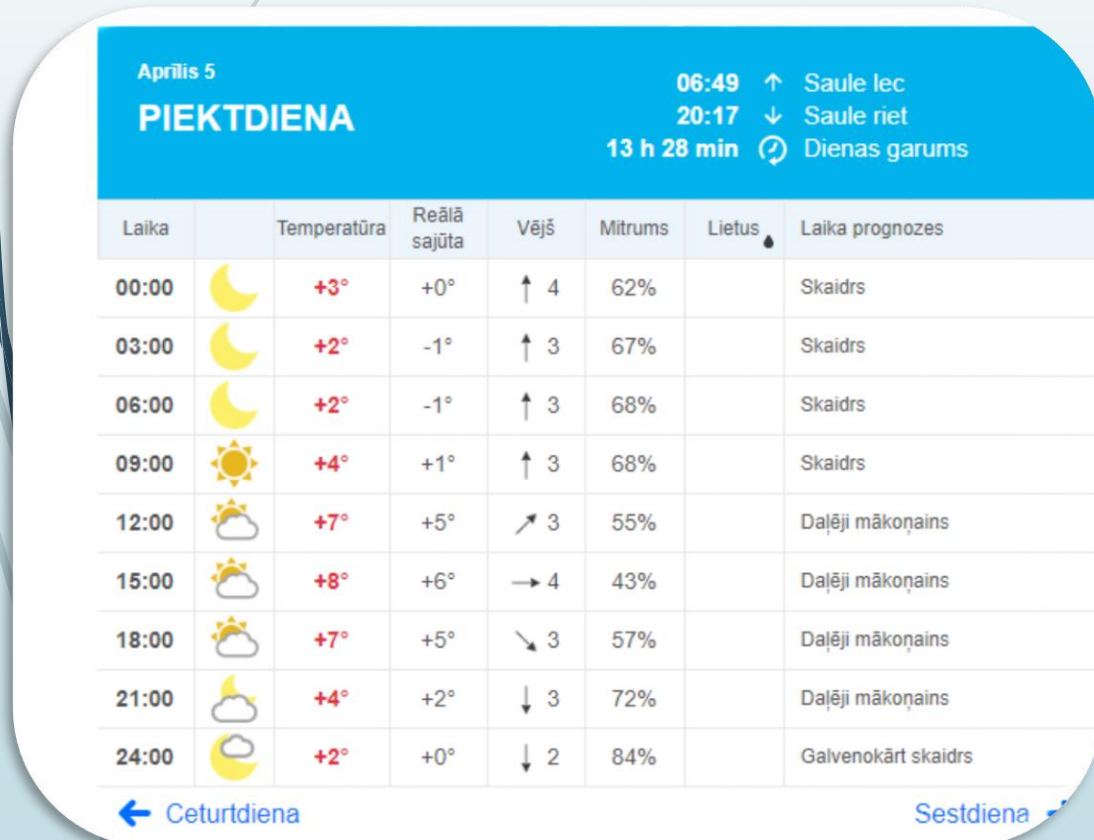 Aprīlis 5
PIEKTDIENA
06:49 ↑ Saule lec
20:17 ↓ Saule riet
13 h 28 min Dienas garums
Laika Temperatūra Reālā sajūta Vējš Mitrums Lietus Laika prognozes
00:00 +3° +0° ↑ 4 62% Skaidrs
03:00 +2° -1° ↑ 3 67% Skaidrs
06:00 +2° -1° ↑ 3 68% Skaidrs
09:00 +4° +1° ↑ 3 68% Skaidrs
12:00 +7° +5° ↗ 3 55% Daļēji mākoņains
15:00 +8° +6° → 4 43% Daļēji mākoņains
18:00 +7° +5° ↘ 3 57% Daļēji mākoņains
21:00 +4° +2° ↓ 3 72% Daļēji mākoņains
24:00 +2° +0° ↓ 2 84% Galvenokārt skaidrs
← Ceturtdiena Sestdiena